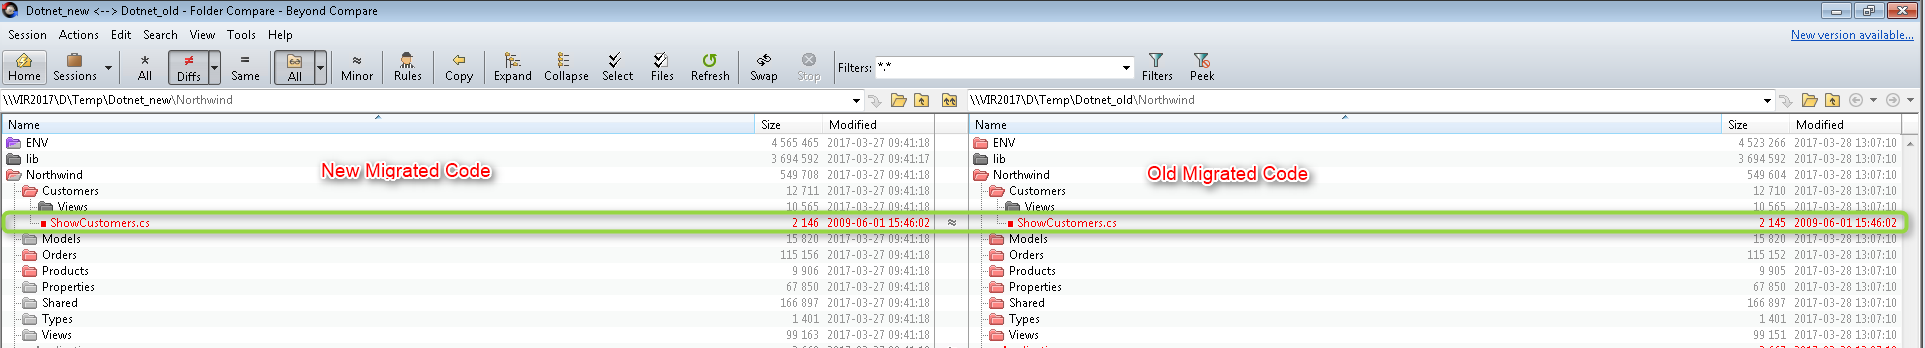 Dotnet_new <--> Dotnet_old - Folder Compare - Beyond Compare
Session Actions Edit Search View Tools Help
New version available...
Home Sessions All Diffs Same All Minor Rules Copy Expand Collapse Select Files Refresh Swap Stop Filters: *.* Filters Peek
\\VIR2017\D\Temp\Dotnet_new\Northwind \\VIR2017\D\Temp\Dotnet_old\Northwind
Name Size Modified Name Size Modified
ENV 4 565 465 2017-03-27 09:41:18 ENV 4 523 266 2017-03-28 13:07:10
lib 3 694 592 2017-03-27 09:41:17 lib 3 694 592 2017-03-28 13:07:10
Northwind New Migrated Code 549 708 2017-03-27 09:41:18 Northwind Old Migrated Code 549 604 2017-03-28 13:07:10
Customers 12 711 2017-03-27 09:41:18 Customers 12 710 2017-03-28 13:07:10
Views 10 565 2017-03-27 09:41:18 Views 10 565 2017-03-28 13:07:10
ShowCustomers.cs 2 146 2009-06-01 15:46:02 ≈ ShowCustomers.cs 2 145 2009-06-01 15:46:02
Models 15 820 2017-03-27 09:41:18 Models 15 820 2017-03-28 13:07:10
Orders 115 156 2017-03-27 09:41:18 Orders 115 152 2017-03-28 13:07:10
Products 9 906 2017-03-27 09:41:18 Products 9 905 2017-03-28 13:07:10
Properties 67 850 2017-03-27 09:41:18 Properties 67 850 2017-03-28 13:07:10
Shared 166 897 2017-03-27 09:41:18 Shared 166 897 2017-03-28 13:07:10
Types 1 401 2017-03-27 09:41:18 Types 1 401 2017-03-28 13:07:10
Views 99 163 2017-03-27 09:41:18 Views 99 151 2017-03-28 13:07:10